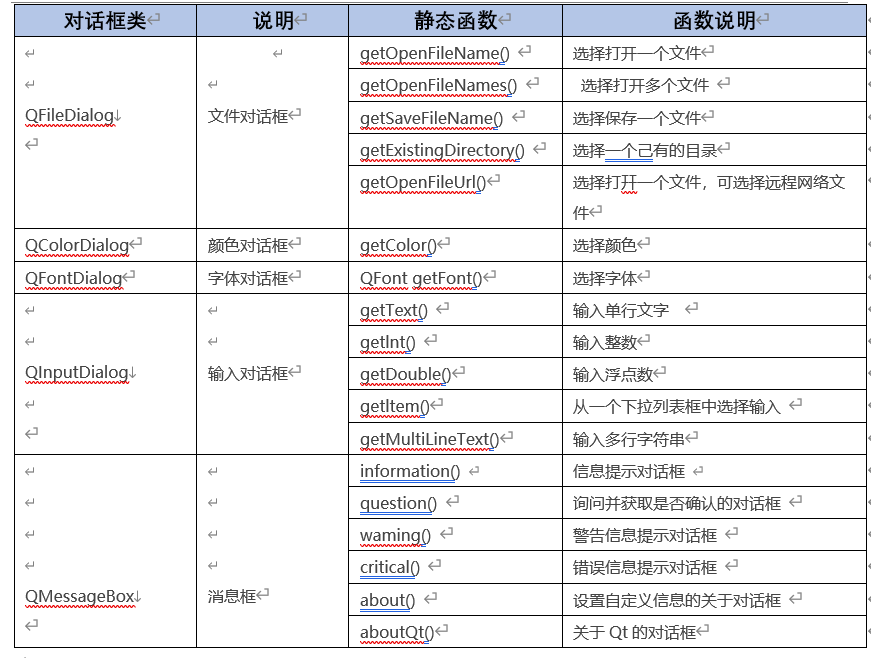 对话框类 说明 静态函数 函数说明
getOpenFileName() 选择打开一个文件
getOpenFileNames() 选择打开多个文件
QFileDialog 文件对话框 getSaveFileName() 选择保存一个文件
getExistingDirectory() 选择一个己有的目录
getOpenFileUrl() 选择打幵一个文件，可选择远程网络文
件
QColorDialog 颜色对话框 getColor() 选择颜色
QFontDialog 字体对话框 QFont getFont() 选择字体
getText() 输入单行文字
getlnt() 输入整数
QInputDialog 输入对话框 getDouble() 输入浮点数
getltem() 从一个下拉列表框中选择输入
getMultiLineText() 输入多行字符串
information() 信息提示对话框
question() 询问并获取是否确认的对话框
waming() 警告信息提示对话框
critical() 错误信息提示对话框
QMessageBox 消息框 about() 设置自定义信息的关于对话框
aboutQt() 关于 Qt 的对话框